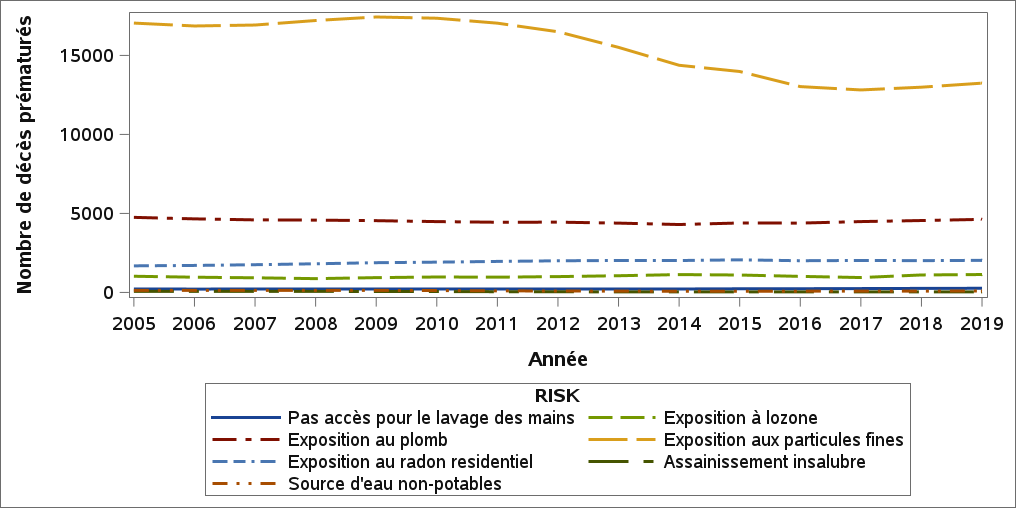 Nombre de décès prématurés
15000
10000
5000
0
2005 2006 2007 2008 2009 2010 2011 2012 2013 2014 2015 2016 2017 2018 2019
Année
RISK
Pas accès pour le lavage des mains
Exposition à lozone
Exposition au plomb
Exposition aux particules fines
Exposition au radon residentiel
Assainissement insalubre
Source d'eau non-potables